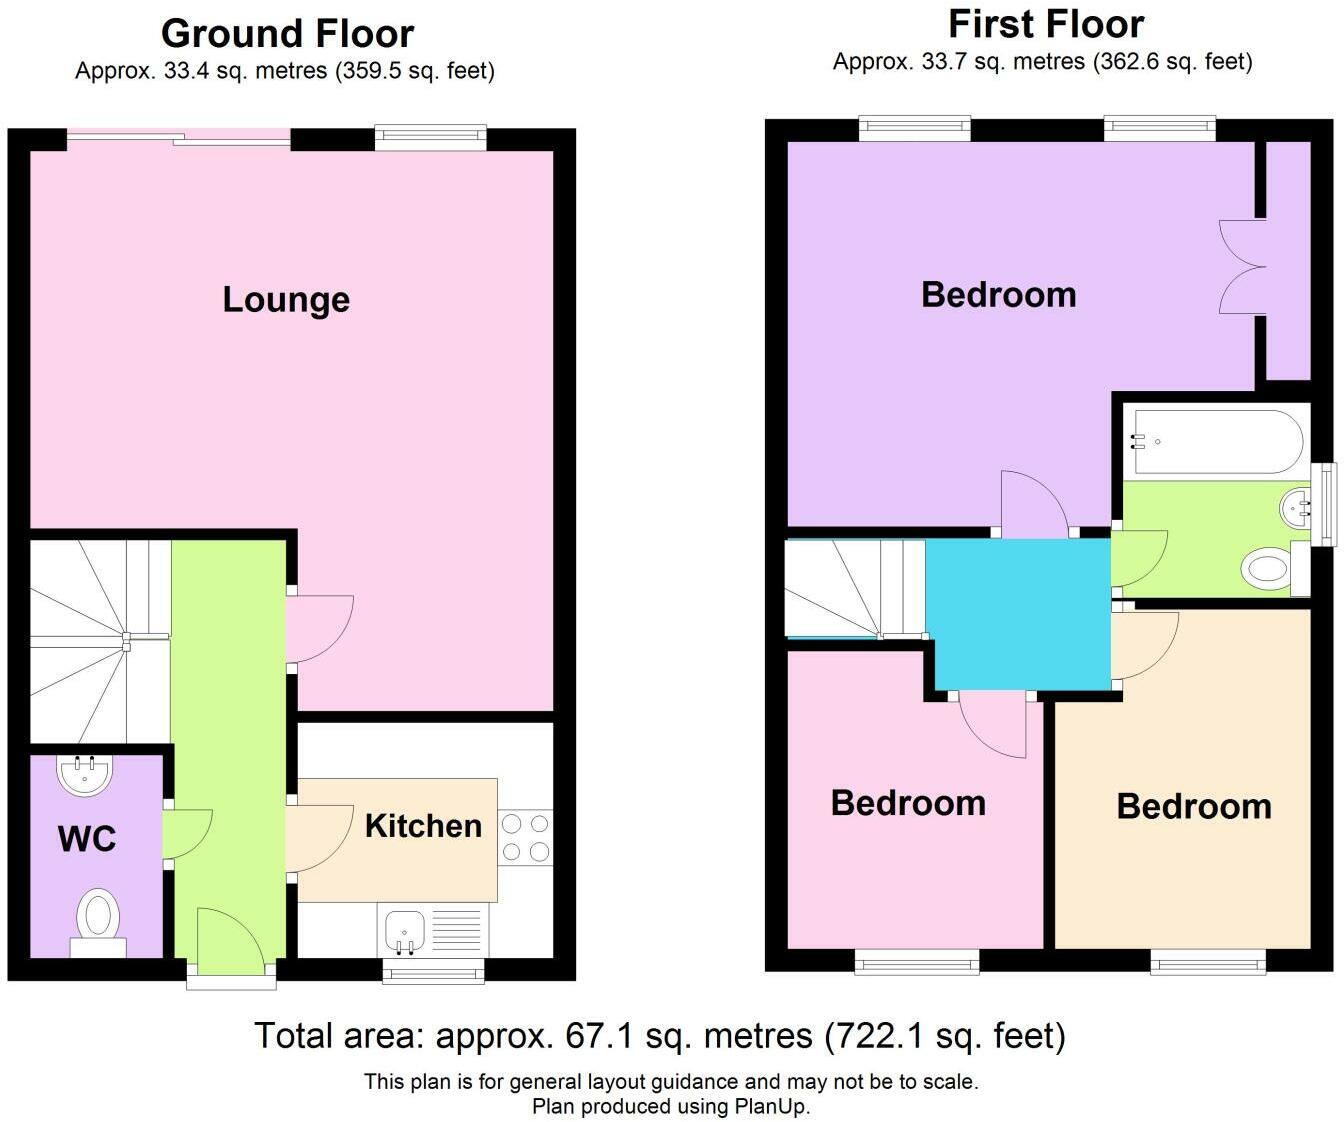 Ground Floor
Approx. 33.4 sq. metres (359.5 sq. feet)
Lounge
WC
Kitchen
First Floor
Approx. 33.7 sq. metres (362.6 sq. feet)
Bedroom
Bedroom
Bedroom
Total area: approx. 67.1 sq. metres (722.1 sq. feet)
This plan is for general layout guidance and may not be to scale.
Plan produced using PlanUp.